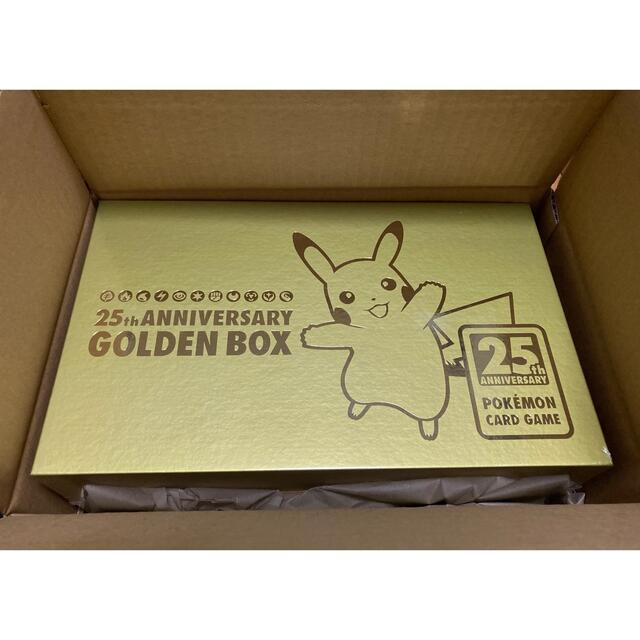 25th ANNIVERSARY
GOLDEN BOX
25th
ANNIVERSARY
POKÉMON
CARD GAME